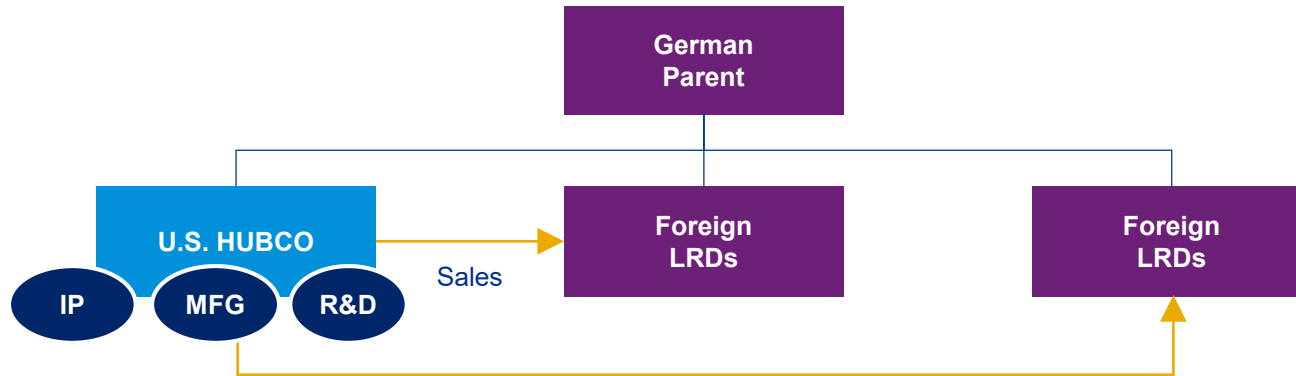 German
Parent
U.S. HUBCO
Foreign
LRDs
Foreign
LRDs
Sales
IP
MFG
R&D